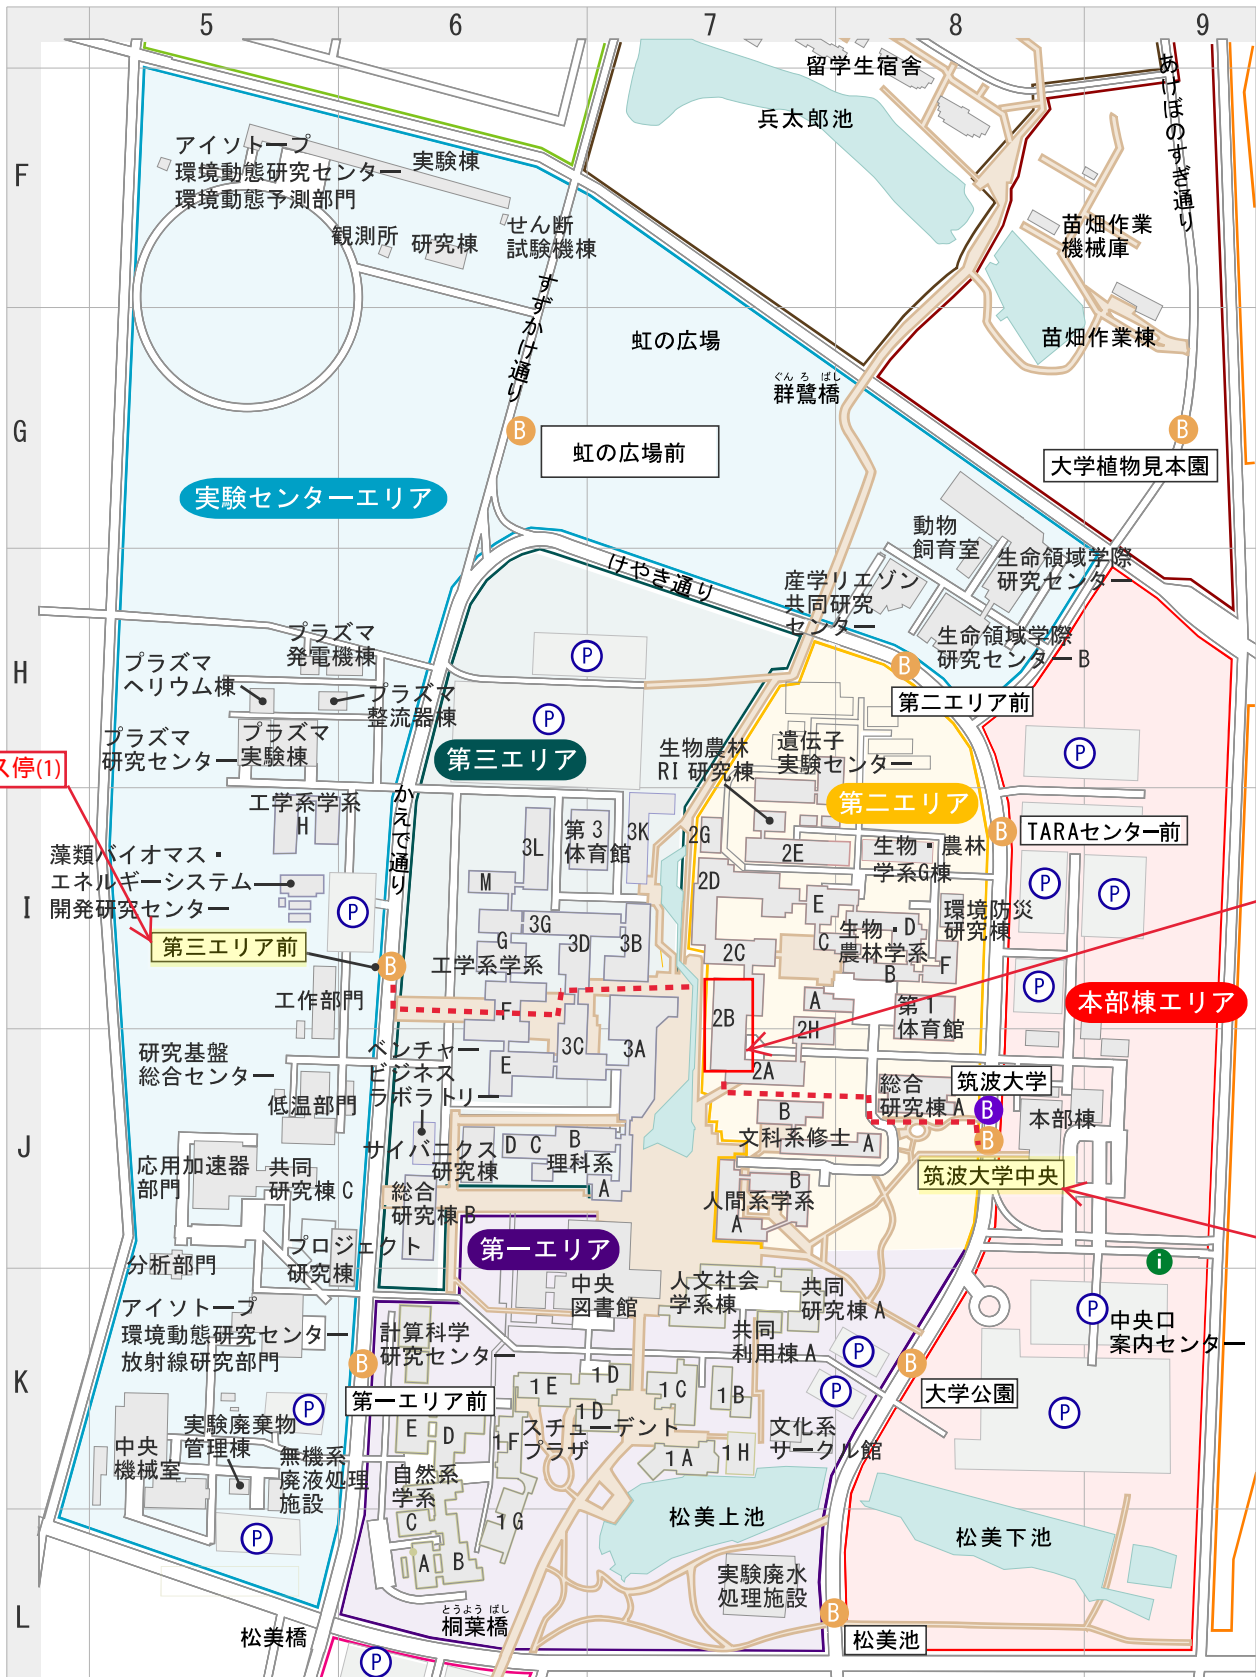 5
6
7
8
9
F
G
H
I
J
K
L
留学生宿舎
兵太郎池
あけぼのすぎ通り
アイソトープ
環境動態研究センター
環境動態予測部門
実験棟
観測所
研究棟
せん断
試験機棟
苗畑作業
機械庫
苗畑作業棟
すずかけ通り
虹の広場
ぐんろばし
群鷺橋
B
虹の広場前
B
大学植物見本園
実験センターエリア
動物
飼育室
生命領域学際
研究センター
けやき通り
産学リエゾン
共同研究
センター
生命領域学際
研究センターB
P
B
第二エリア前
プラズマ
発電機棟
プラズマ
ヘリウム棟
プラズマ
整流器棟
プラズマ
研究センター
プラズマ
実験棟
P
第三エリア
生物農林
RI 研究棟
遺伝子
実験センター
P
ス停(1)
第二エリア
工学系学系
H
かえで通り
3L
第3
体育館
3K
2G
2E
B
TARAセンター前
生物・農林
学系G棟
藻類バイオマス・
エネルギーシステム
開発研究センター
P
M
2D
E
P
P
環境防災
研究棟
3G
G
3D
3B
工学系学系
2C
C
生物・
農林学系
D
B
F
第三エリア前
B
工作部門
F
A
第1
体育館
P
本部棟エリア
2B
2H
3C
3A
E
2A
研究基盤
総合センター
低温部門
ベンチャー
ビジネス
ラボラトリー
総合
研究棟A
筑波大学
B
本部棟
B
B
文科系修士
A
サイバニクス
研究棟
D
C
B
理科系
A
筑波大学中央
応用加速器
部門
共同
研究棟C
総合
研究棟B
B
人間系学系
A
プロジェクト
研究棟
第一エリア
分析部門
i
中央
図書館
人文社会
学系棟
共同
研究棟A
P
中央口
案内センター
アイソトープ
環境動態研究センター
放射線研究部門
計算科学
研究センター
共同
利用棟A
P
B
B
P
大学公園
第一エリア前
1E
1D
1D
1C
1B
P
P
E
D
1F
スチューデント
プラザ
1A
1H
文化系
サークル館
中央
機械室
実験廃棄物
管理棟
無機系
廃液処理
施設
自然系
学系
C
A
B
1G
松美上池
松美下池
P
実験廃水
処理施設
B
松美池
とうようばし
桐葉橋
松美橋
P